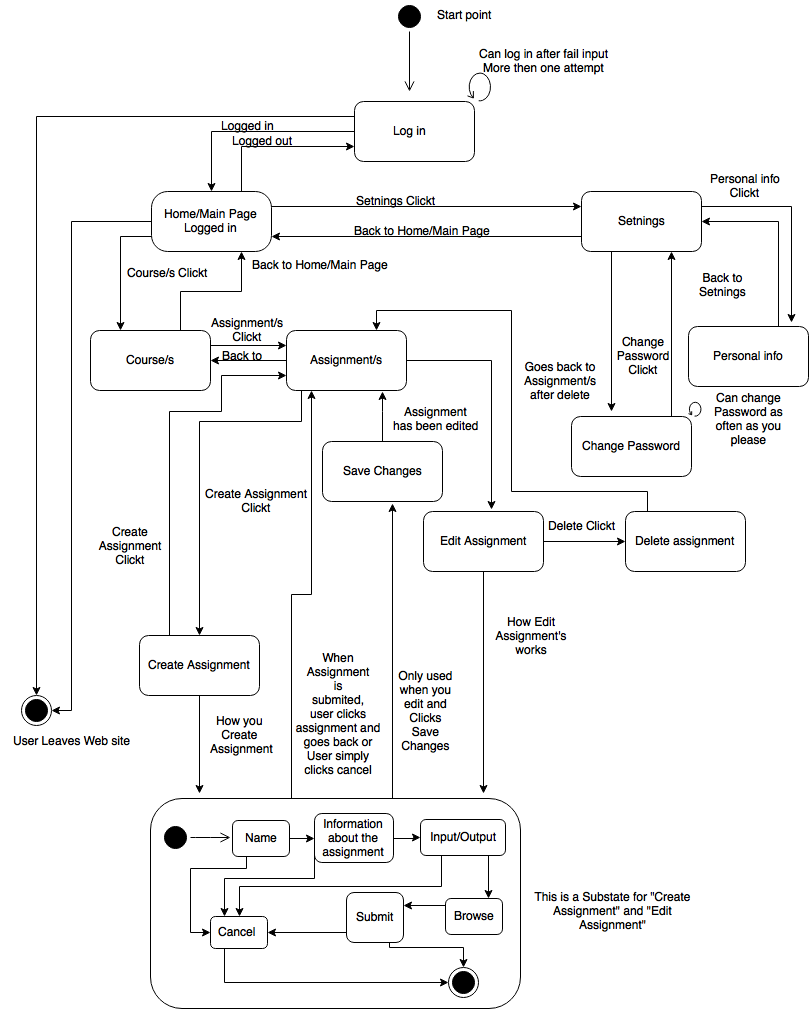 Start point
Can log in after fail input
More then one attempt
Log in
Logged in
Logged out
Personal info
Clickt
Home/Main Page
Logged in
Setnings Clickt
Setnings
Back to Home/Main Page
Course/s Clickt
Back to Home/Main Page
Back to
Setnings
Assignment/s
Clickt
Course/s
Back to
Assignment/s
Change
Password
Clickt
Personal info
Goes back to
Assignment/s
after delete
Assignment
has been edited
Can change
Password as
often as you
please
Change Password
Save Changes
Create Assignment
Clickt
Create
Assignment
Clickt
Edit Assignment
Delete Clickt
Delete assignment
How Edit
Assignment's
works
Create Assignment
When
Assignment
is
submited,
user clicks
assignment and
goes back or
User simply
clicks cancel
Only used
when you
edit and
Clicks
Save
Changes
User Leaves Web site
How you
Create
Assignment
Name
Information
about the
assignment
Input/Output
Cancel
Submit
Browse
This is a Substate for "Create
Assignment" and "Edit
Assignment"